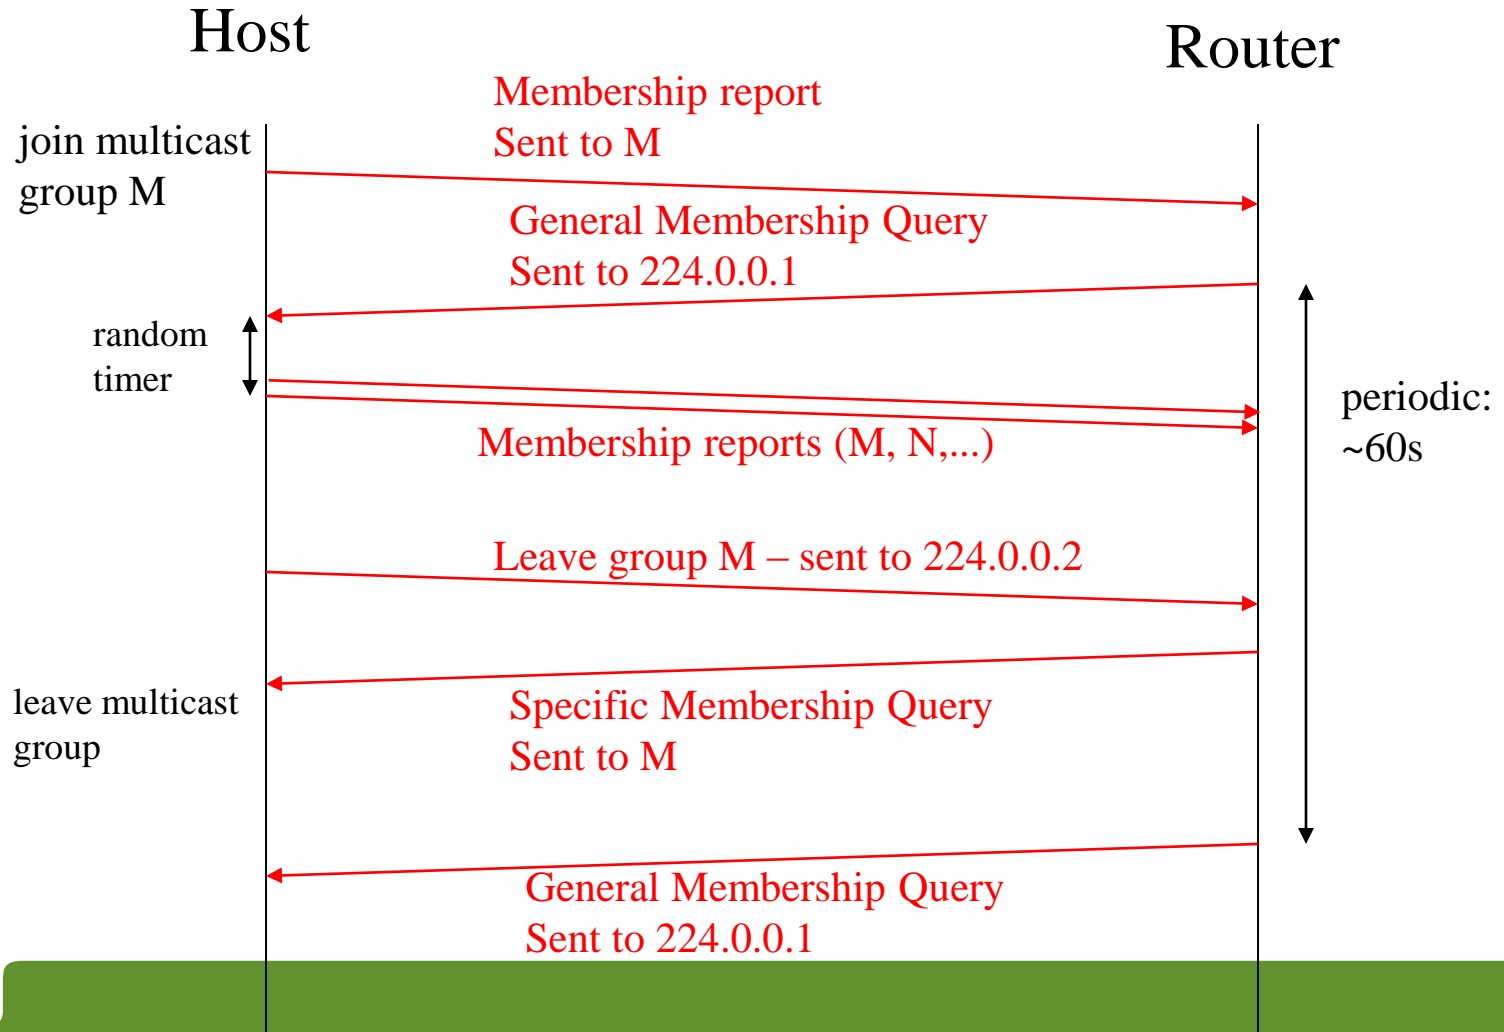 Host
Router
Membership report
Sent to M
join multicast
group M
General Membership Query
Sent to 224.0.0.1
random
timer
periodic:
~60s
Membership reports (M, N,...)
Leave group M – sent to 224.0.0.2
leave multicast
group
Specific Membership Query
Sent to M
General Membership Query
Sent to 224.0.0.1